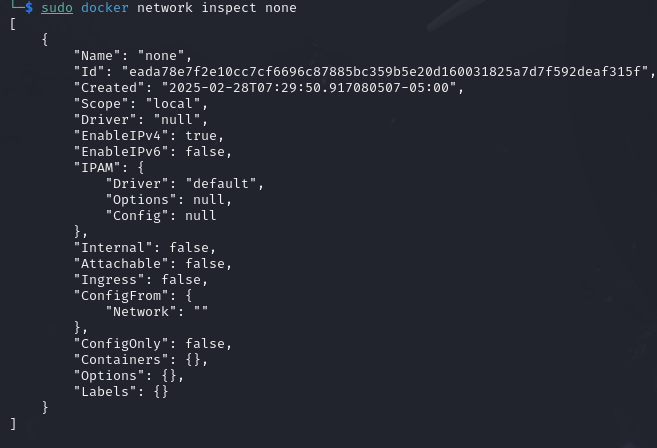 └─$ sudo docker network inspect none
[
    {
        "Name": "none",
        "Id": "eada78e7f2e10cc7cf6696c87885bc359b5e20d160031825a7d7f592deaf315f",
        "Created": "2025-02-28T07:29:50.917080507-05:00",
        "Scope": "local",
        "Driver": "null",
        "EnableIPv4": true,
        "EnableIPv6": false,
        "IPAM": {
            "Driver": "default",
            "Options": null,
            "Config": null
        },
        "Internal": false,
        "Attachable": false,
        "Ingress": false,
        "ConfigFrom": {
            "Network": ""
        },
        "ConfigOnly": false,
        "Containers": {},
        "Options": {},
        "Labels": {}
    }
]